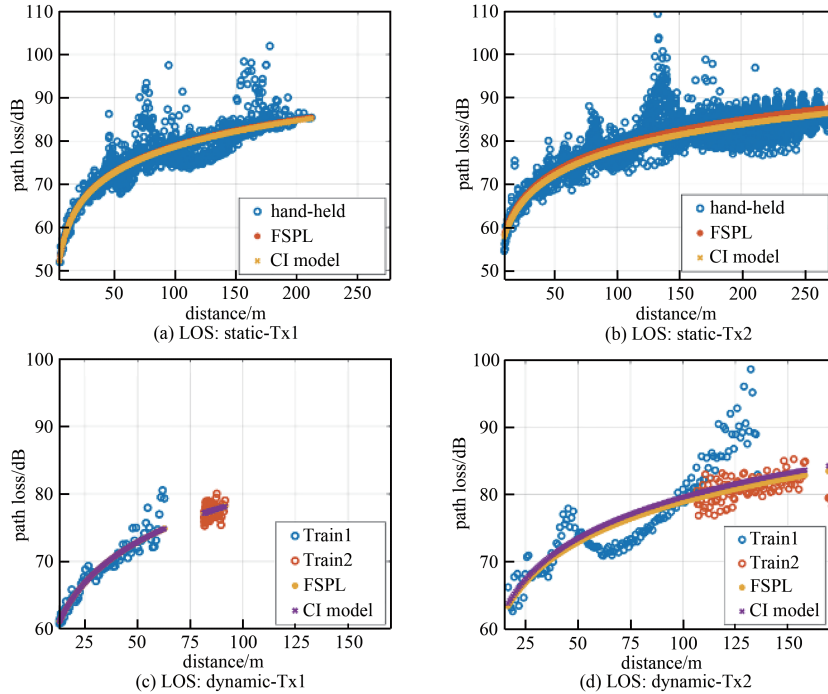 110
100
90
80
70
60
50
path loss/dB
hand-held
FSPL
CI model
50 100 150 200 250
distance/m
(a) LOS: static-Tx1
110
100
90
80
70
60
50
path loss/dB
hand-held
FSPL
CI model
50 100 150 200 250
distance/m
(b) LOS: static-Tx2
100
90
80
70
60
path loss/dB
Train1
Train2
FSPL
CI model
25 50 75 100 125 150
distance/m
(c) LOS: dynamic-Tx1
100
90
80
70
60
path loss/dB
Train1
Train2
FSPL
CI model
25 50 75 100 125 150
distance/m
(d) LOS: dynamic-Tx2